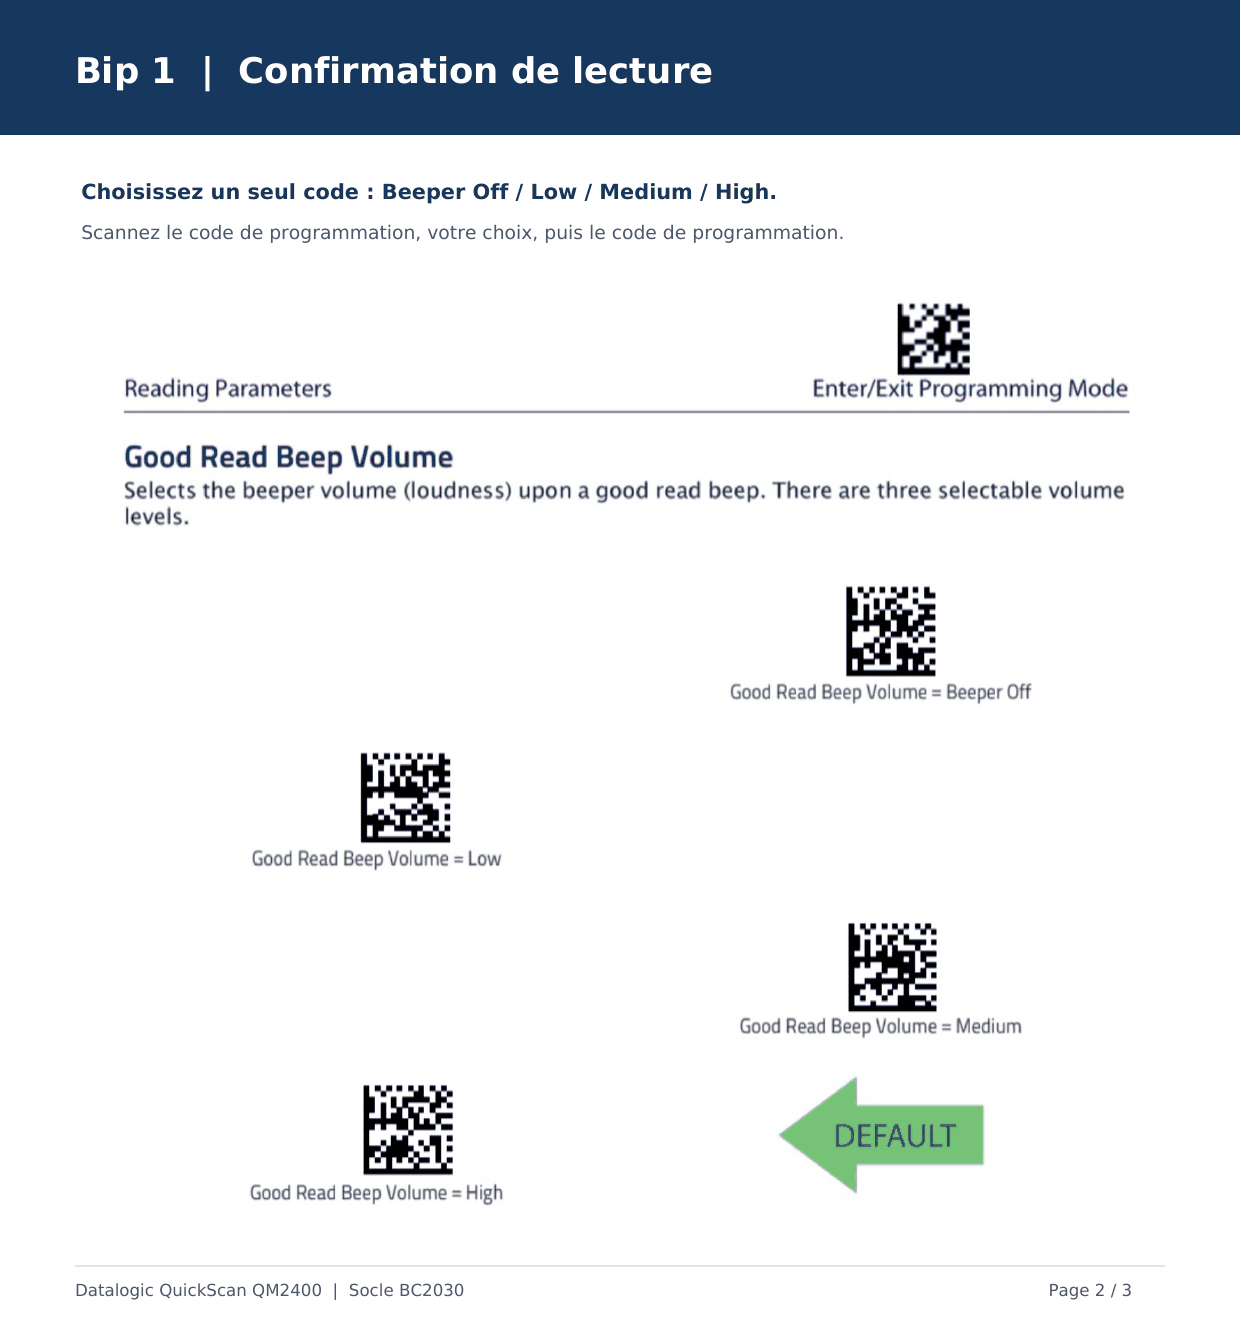 Bip 1 | Confirmation de lecture
Choisissez un seul code : Beeper Off / Low / Medium / High.
Scannez le code de programmation, votre choix, puis le code de programmation.
Reading Parameters
Enter/Exit Programming Mode
Good Read Beep Volume
Selects the beeper volume (loudness) upon a good read beep. There are three selectable volume
levels.
Good Read Beep Volume = Beeper Off
Good Read Beep Volume = Low
Good Read Beep Volume = Medium
DEFAULT
Good Read Beep Volume = High
Datalogic QuickScan QM2400 | Socle BC2030
Page 2 / 3